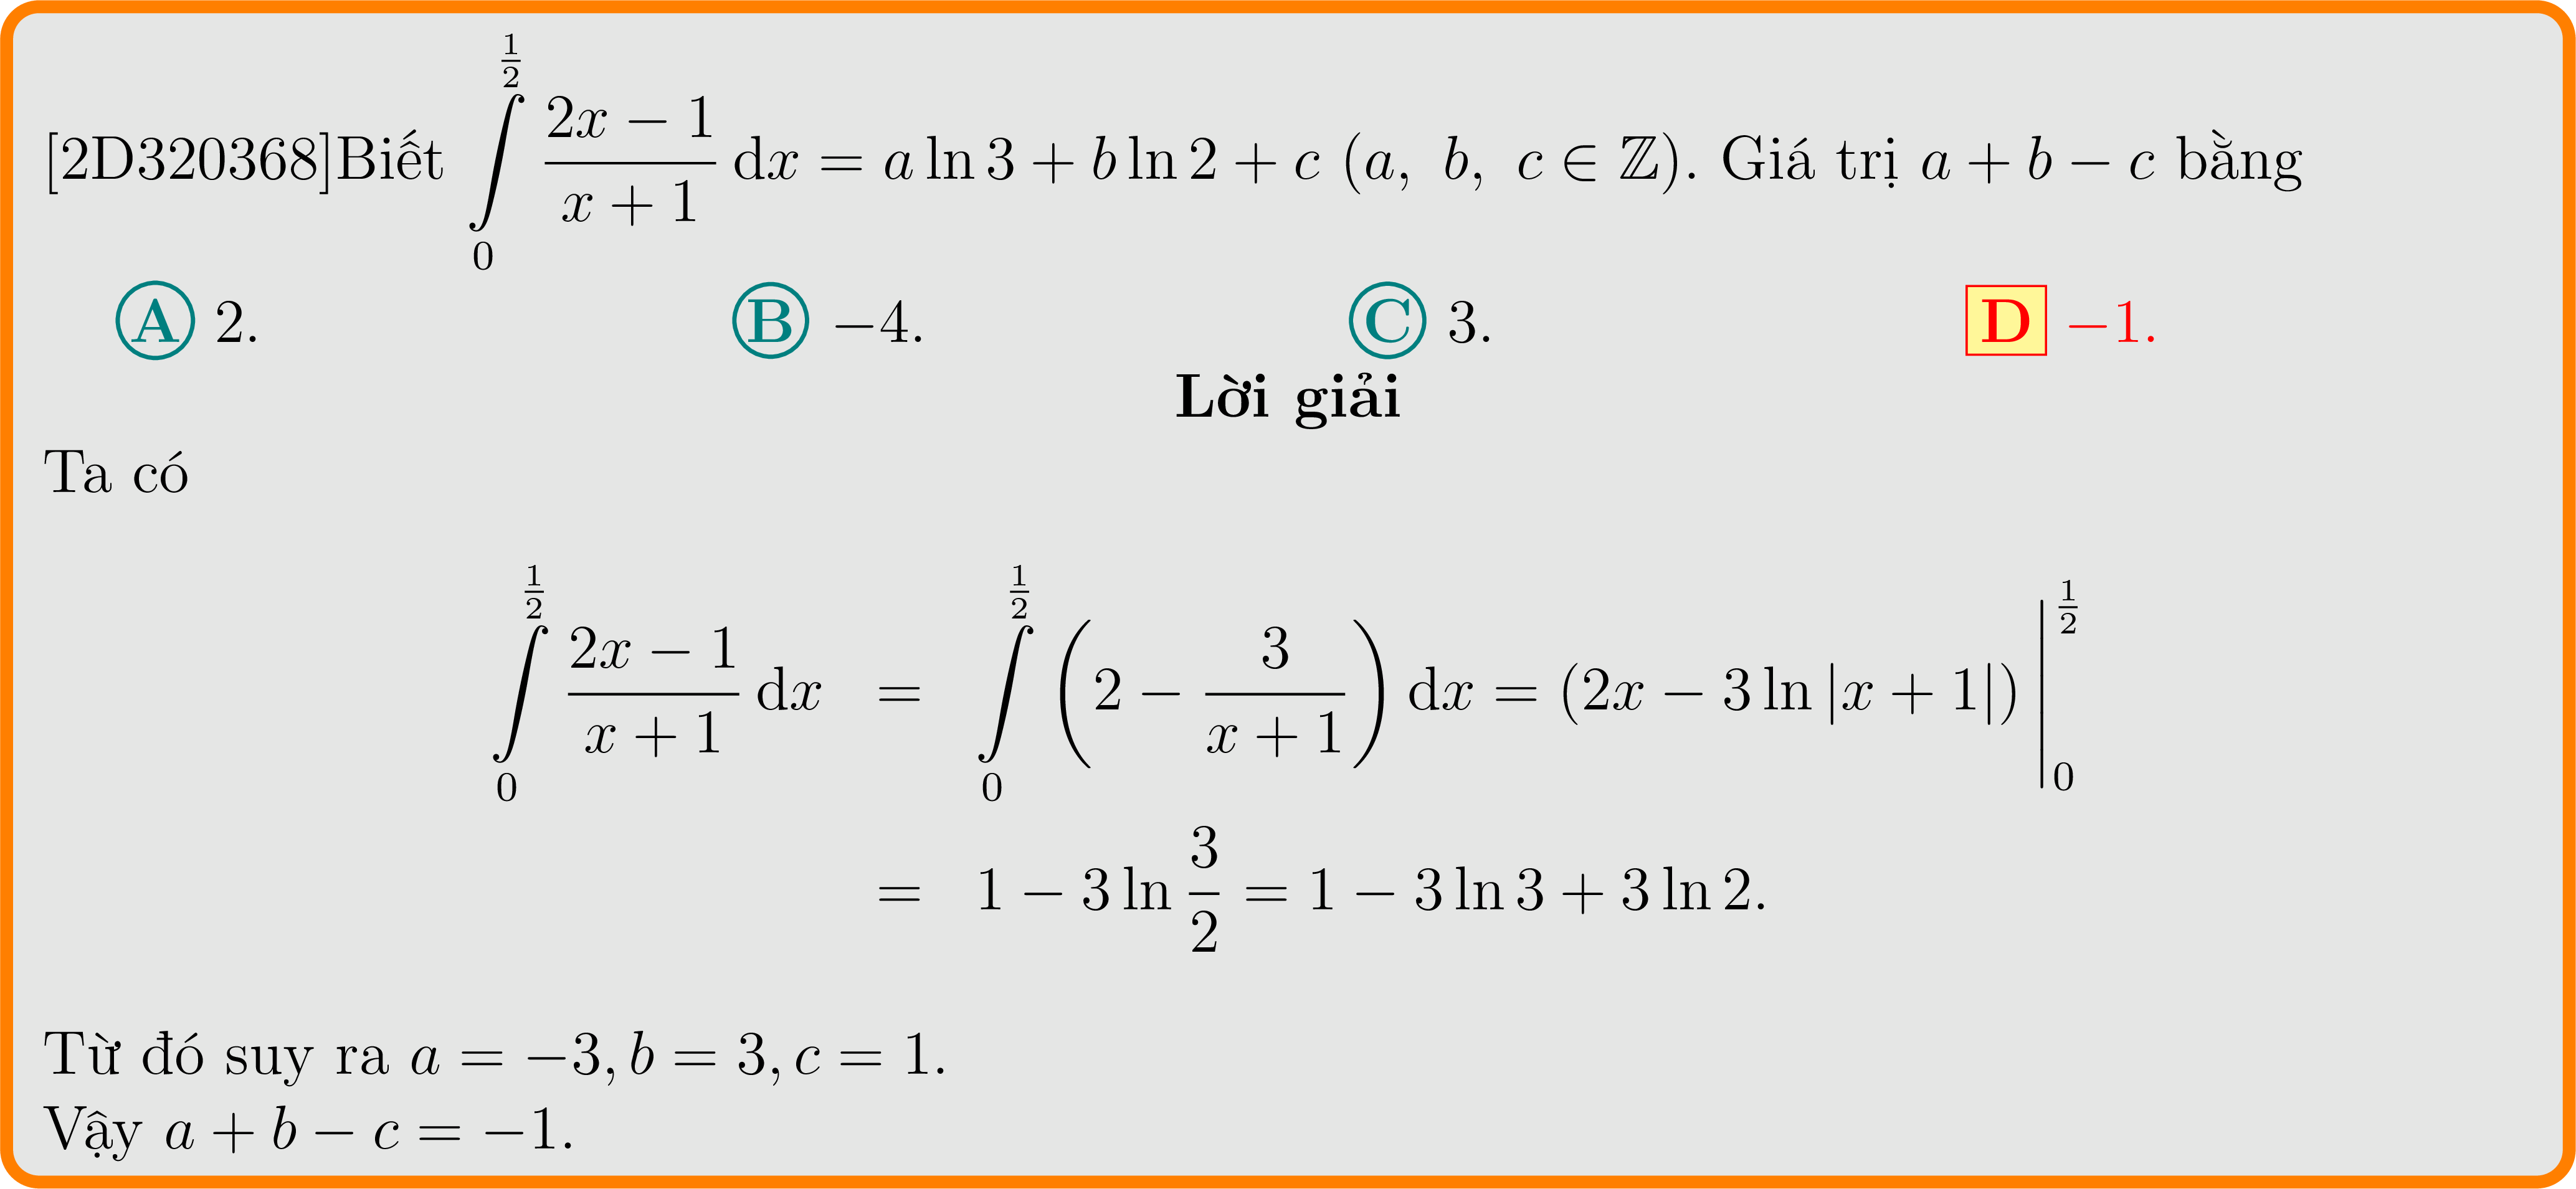 [2D320368]Biết $\int\limits_{0}^{\frac{1}{2}} \frac{2x-1}{x+1}\,\mathrm{d}x = a\ln 3 + b\ln 2 + c$ $(a,\ b,\ c \in \mathbb{Z})$. Giá trị $a+b-c$ bằng
A 2. B −4. C 3. D −1.
Lời giải
Ta có
$\int\limits_{0}^{\frac{1}{2}} \frac{2x-1}{x+1}\,\mathrm{d}x = \int\limits_{0}^{\frac{1}{2}} \left(2 - \frac{3}{x+1}\right)\mathrm{d}x = (2x - 3\ln|x+1|)\Big|_{0}^{\frac{1}{2}}$
$= 1 - 3\ln\frac{3}{2} = 1 - 3\ln 3 + 3\ln 2.$
Từ đó suy ra $a = -3, b = 3, c = 1.$
Vậy $a + b - c = -1.$